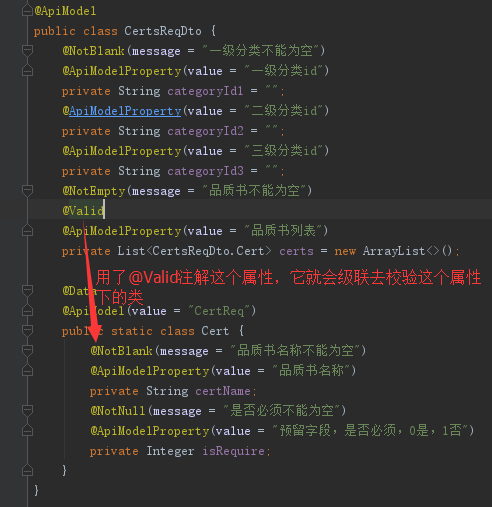 @ApiModel
public class CertsReqDto {
@NotBlank(message = "一级分类不能为空")
@ApiModelProperty(value = "一级分类id")
private String categoryId1 = "";
@ApiModelProperty(value = "二级分类id")
private String categoryId2 = "";
@ApiModelProperty(value = "三级分类id")
private String categoryId3 = "";
@NotEmpty(message = "品质书不能为空")
@Valid
@ApiModelProperty(value = "品质书列表")
private List<CertsReqDto.Cert> certs = new ArrayList<>();
用了@Valid注解这个属性，它就会级联去校验这个属性
下的类
@Data
@ApiModel(value = "CertReq")
public static class Cert {
@NotBlank(message = "品质书名称不能为空")
@ApiModelProperty(value = "品质书名称")
private String certName;
@NotNull(message = "是否必须不能为空")
@ApiModelProperty(value = "预留字段，是否必须，0是，1否")
private Integer isRequire;
}
}